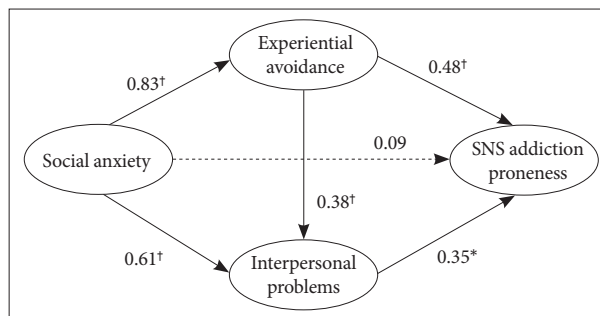 Experiential
avoidance
0.83†
0.48†
Social anxiety
0.09
SNS addiction
proneness
0.38†
0.61†
Interpersonal
problems
0.35*